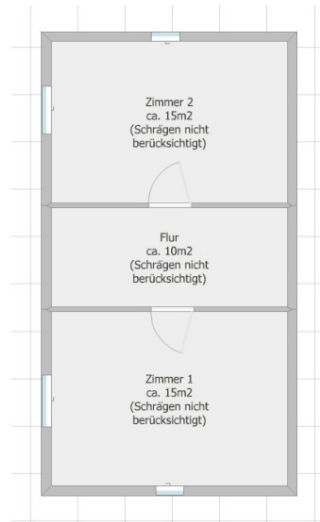 Zimmer 2
ca. 15m2
(Schrägen nicht
berücksichtigt)
Flur
ca. 10m2
(Schrägen nicht
berücksichtigt)
Zimmer 1
ca. 15m2
(Schrägen nicht
berücksichtigt)